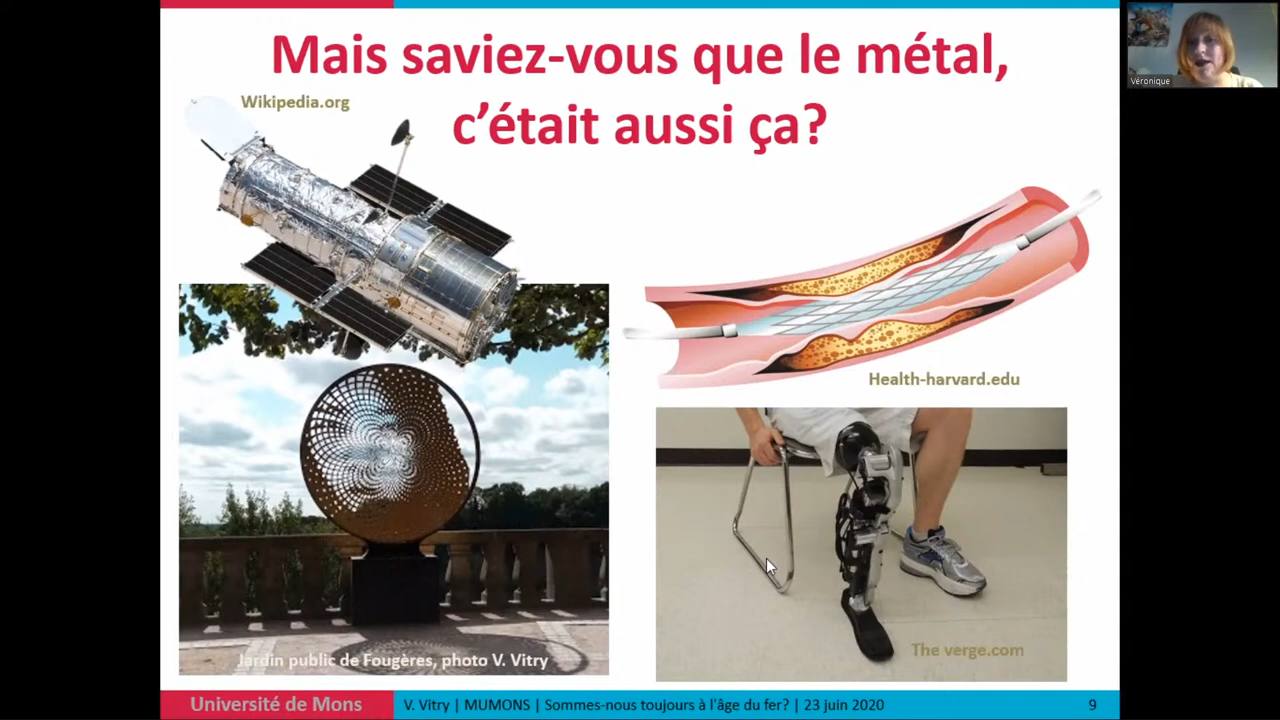 Mais saviez-vous que le métal,
c’était aussi ça?
Wikipedia.org
Véronique
Health-harvard.edu
Jardin public de Fougères, photo V. Vitry
The verge.com
Université de Mons
V. Vitry | MUMONS | Sommes-nous toujours à l'âge du fer? | 23 juin 2020
9